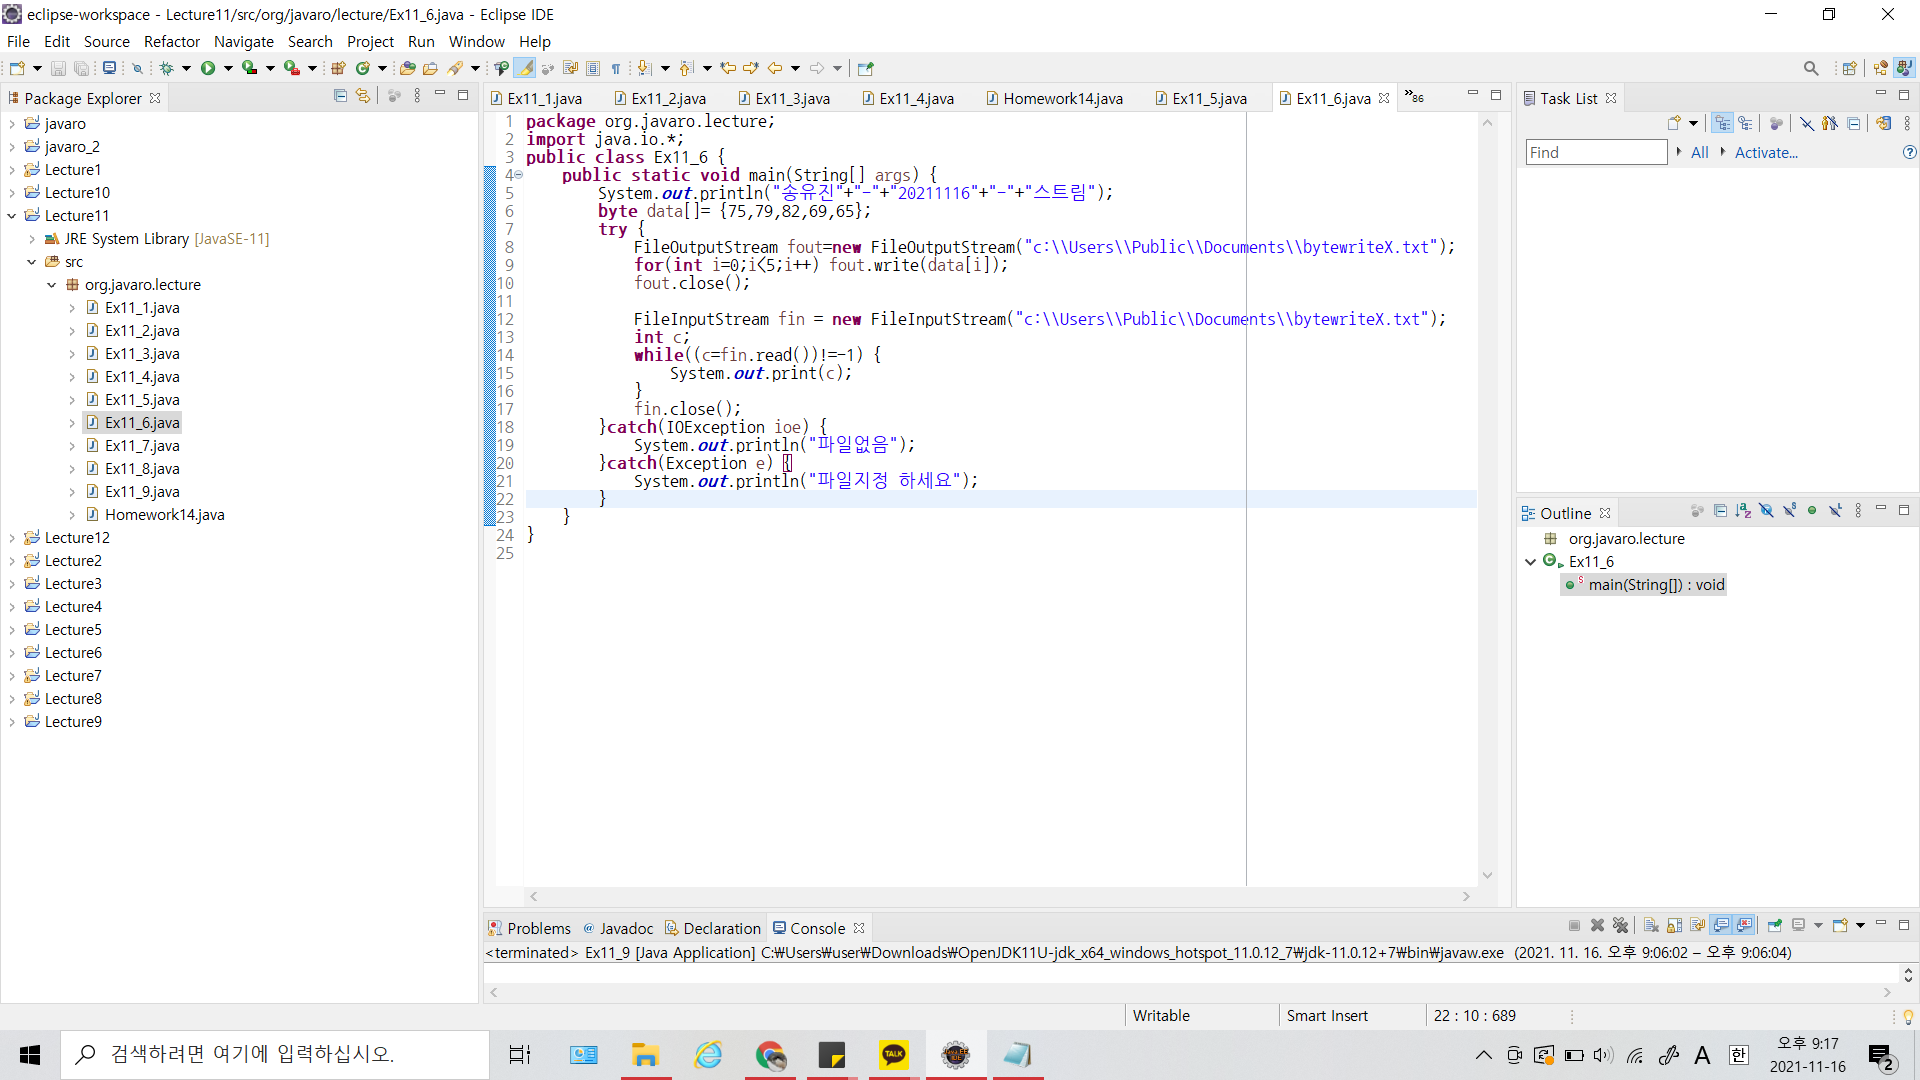 eclipse-workspace - Lecture11/src/org/javaro/lecture/Ex11_6.java - Eclipse IDE
File Edit Source Refactor Navigate Search Project Run Window Help
Package Explorer
javaro
javaro_2
Lecture1
Lecture10
Lecture11
JRE System Library [JavaSE-11]
src
org.javaro.lecture
Ex11_1.java
Ex11_2.java
Ex11_3.java
Ex11_4.java
Ex11_5.java
Ex11_6.java
Ex11_7.java
Ex11_8.java
Ex11_9.java
Homework14.java
Lecture12
Lecture2
Lecture3
Lecture4
Lecture5
Lecture6
Lecture7
Lecture8
Lecture9
Ex11_1.java Ex11_2.java Ex11_3.java Ex11_4.java Homework14.java Ex11_5.java Ex11_6.java »86
1 package org.javaro.lecture;
2 import java.io.*;
3 public class Ex11_6 {
4 public static void main(String[] args) {
5 System.out.println("송유진"+"-"+"20211116"+"-"+"스트림");
6 byte data[]= {75,79,82,69,65};
7 try {
8 FileOutputStream fout=new FileOutputStream("c:\\Users\\Public\\Documents\\bytewriteX.txt");
9 for(int i=0;i<5;i++) fout.write(data[i]);
10 fout.close();
11
12 FileInputStream fin = new FileInputStream("c:\\Users\\Public\\Documents\\bytewriteX.txt");
13 int c;
14 while((c=fin.read())!=-1) {
15 System.out.print(c);
16 }
17 fin.close();
18 }catch(IOException ioe) {
19 System.out.println("파일없음");
20 }catch(Exception e) {
21 System.out.println("파일지정 하세요");
22 }
23 }
24 }
25
Task List
Find All Activate...
Outline
org.javaro.lecture
Ex11_6
main(String[]) : void
Problems @ Javadoc Declaration Console
<terminated> Ex11_9 [Java Application] C:₩Users₩user₩Downloads₩OpenJDK11U-jdk_x64_windows_hotspot_11.0.12_7₩jdk-11.0.12+7₩bin₩javaw.exe (2021. 11. 16. 오후 9:06:02 – 오후 9:06:04)
Writable Smart Insert 22 : 10 : 689
검색하려면 여기에 입력하십시오.
TALK
A 한
오후 9:17
2021-11-16
2